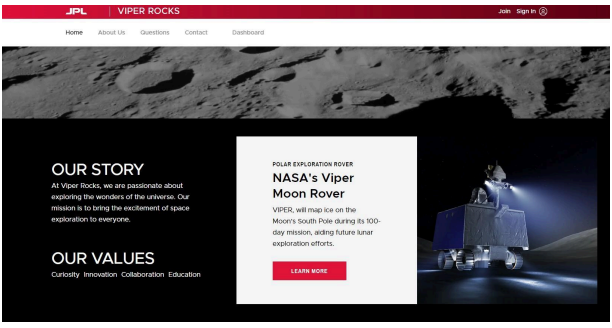 JPL VIPER ROCKS Join Sign in
Home About Us Questions Contact Dashboard
OUR STORY
At Viper Rocks, we are passionate about
exploring the wonders of the universe. Our
mission is to bring the excitement of space
exploration to everyone.
OUR VALUES
Curiosity Innovation Collaboration Education
POLAR EXPLORATION ROVER
NASA's Viper
Moon Rover
VIPER, will map ice on the
Moon's South Pole during its 100-
day mission, aiding future lunar
exploration efforts.
LEARN MORE